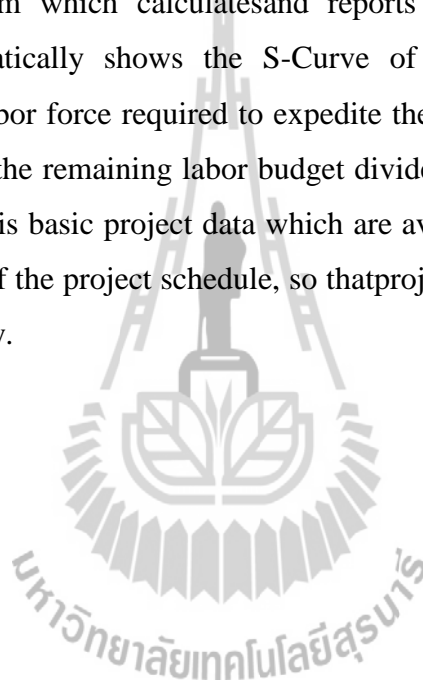 m which calculatesand reports
atically shows the S-Curve of
bor force required to expedite the
the remaining labor budget divide
is basic project data which are av
f the project schedule, so thatproj
y.
มหาวิทยาลัยเทคโนโลยีสุรนารี